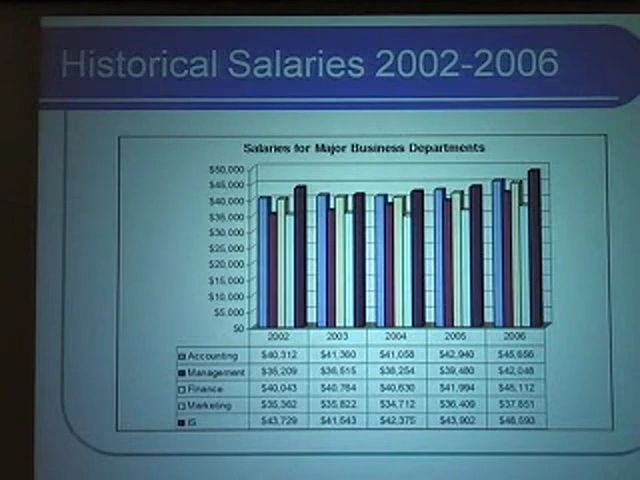 Historical Salaries 2002-2006
Salaries for Major Business Departments
$50,000
$45,000
$40,000
$35,000
$30,000
$25,000
$20,000
$15,000
$10,000
$5,000
$0
2002 2003 2004 2005 2006
Accounting $40,312 $41,360 $41,058 $42,940 $45,656
Management $35,209 $36,515 $38,254 $39,480 $42,048
Finance $40,043 $40,764 $40,630 $41,994 $45,112
Marketing $35,362 $35,822 $34,712 $36,409 $37,851
IS $43,729 $41,543 $42,375 $43,902 $48,593